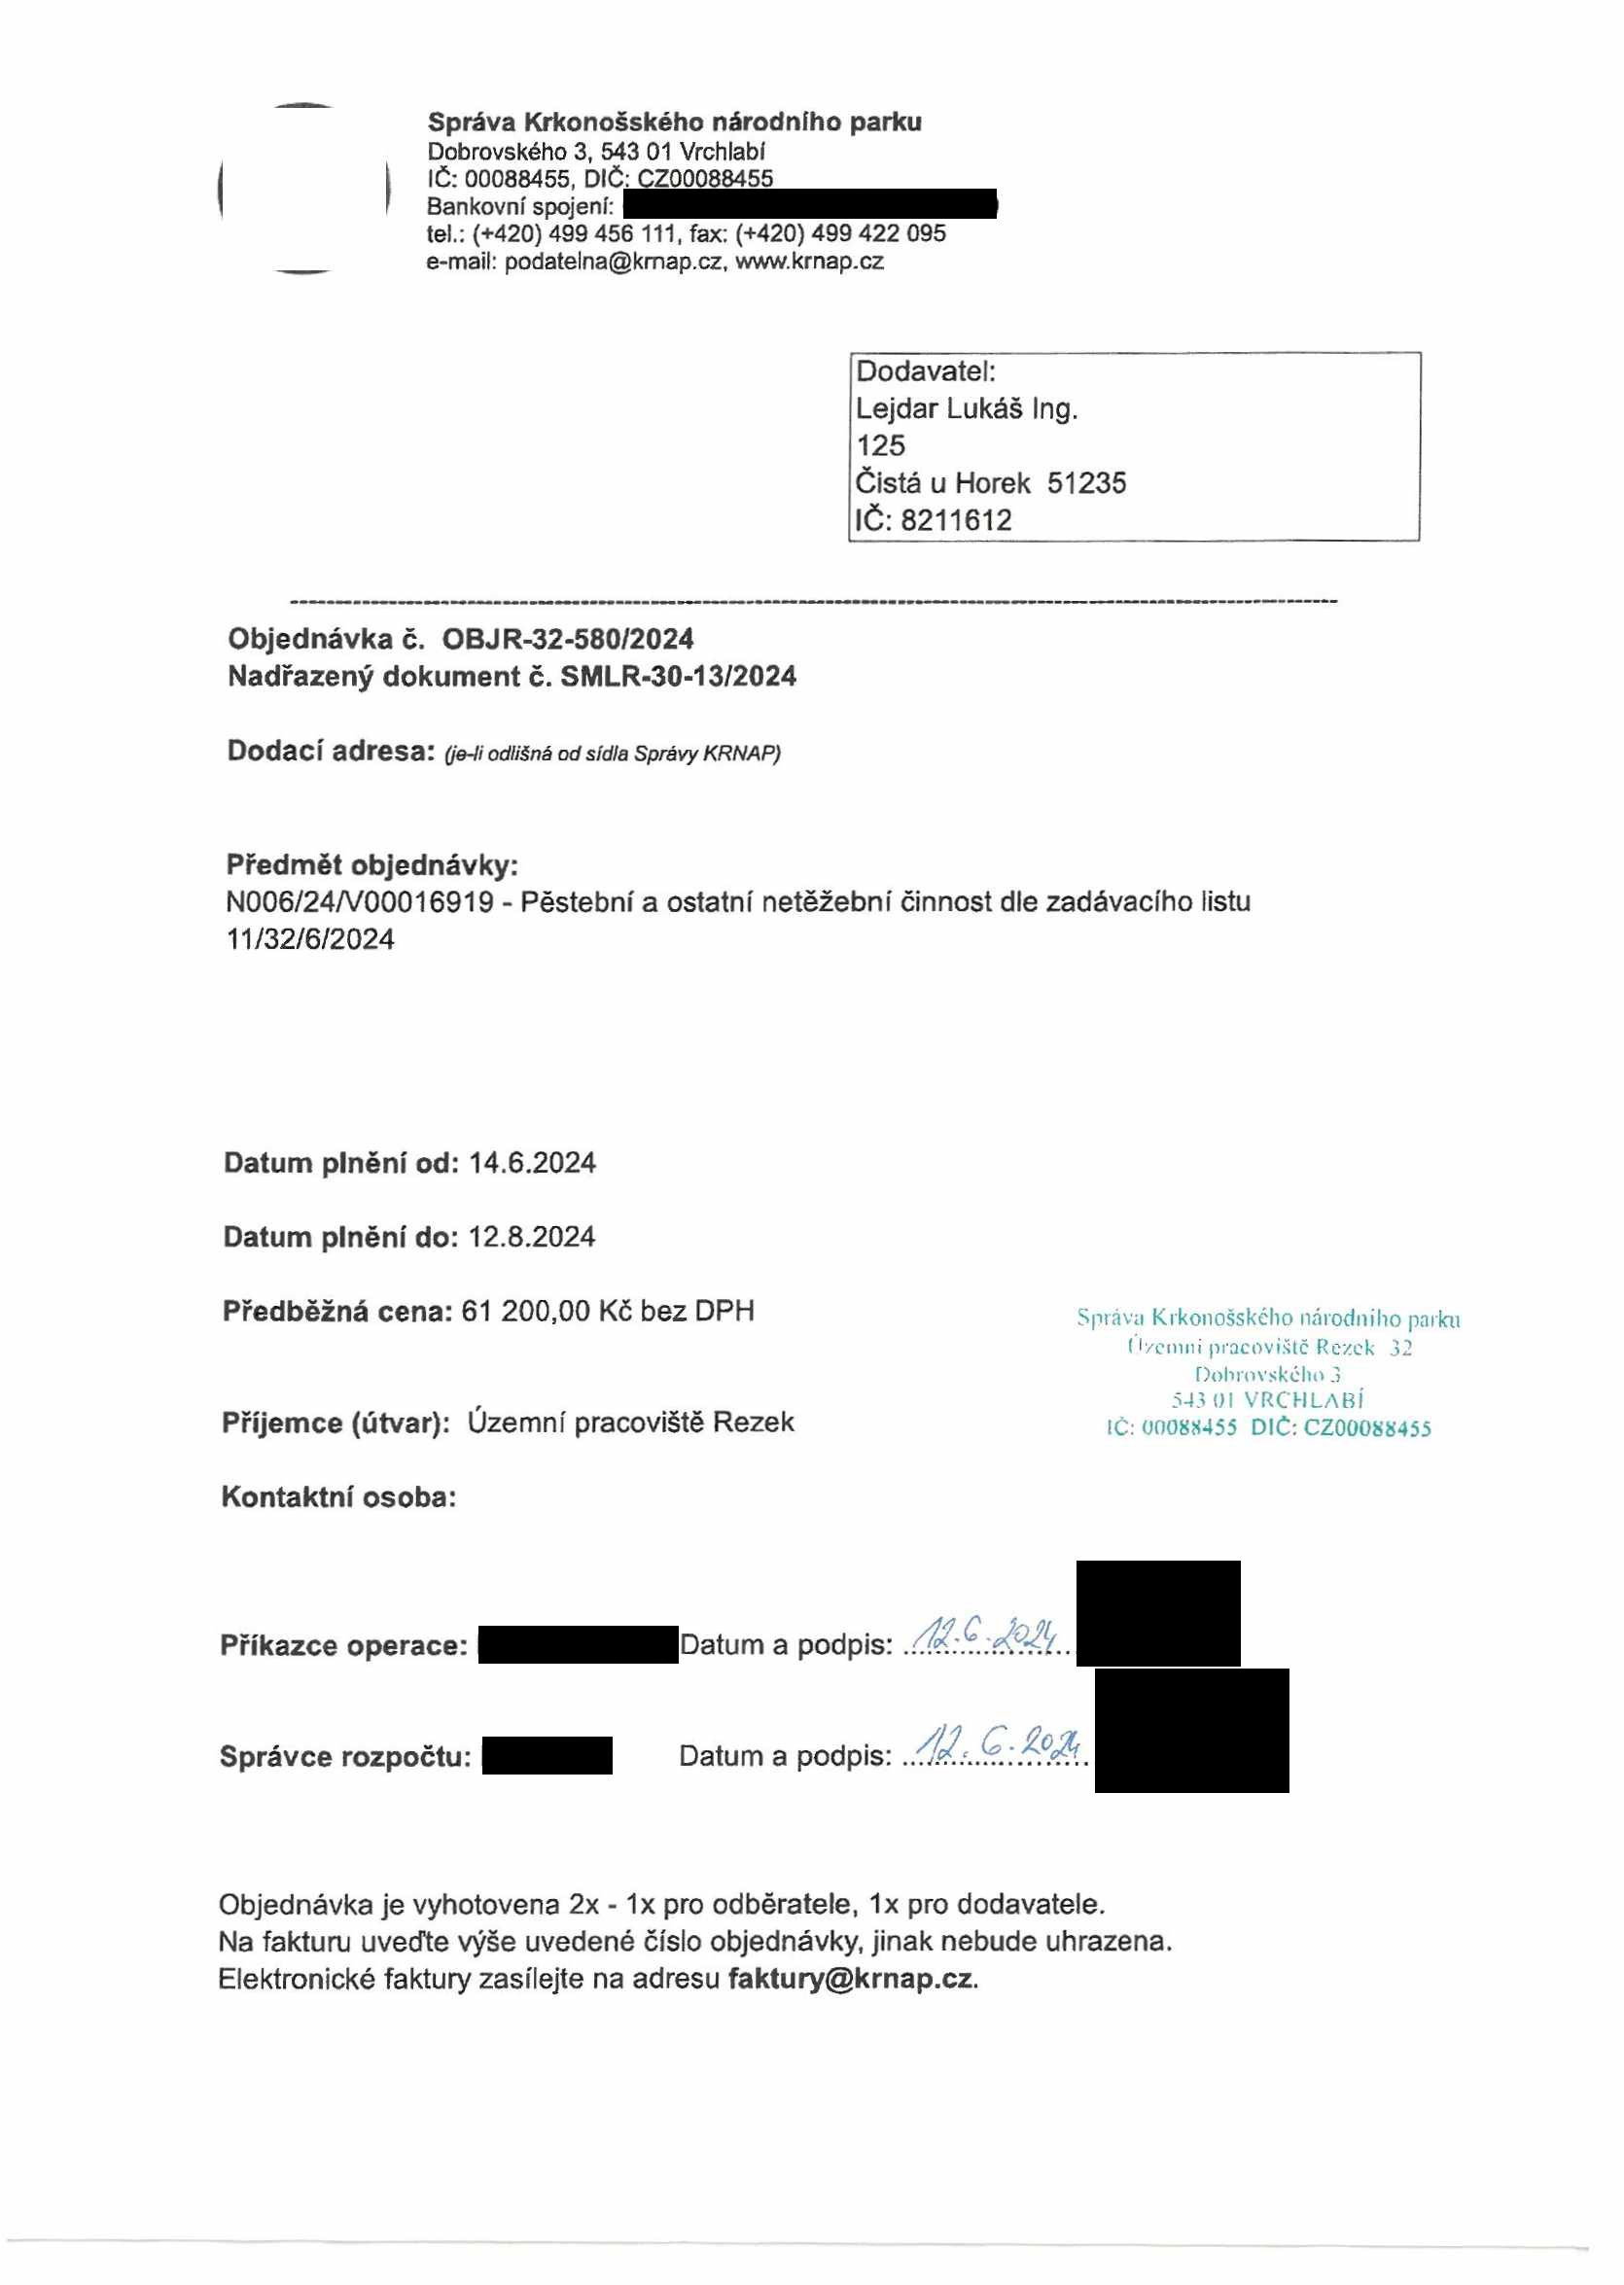 Správa Krkonošského národního parku
Dobrovského 3, 543 01 Vrchlabí
IČ: 00088455, DIČ: CZ00088455
Bankovní spojení:
tel.: (+420) 499 456 111, fax: (+420) 499 422 095
e-mail: podatelna@krnap.cz, www.krnap.cz
Dodavatel:
Lejdar Lukáš Ing.
125
Čistá u Horek 51235
IČ: 8211612
Objednávka č. OBJR-32-580/2024
Nadřazený dokument č. SMLR-30-13/2024
Dodací adresa: (je-li odlišná od sídla Správy KRNAP)
Předmět objednávky:
N006/24/V00016919 - Pěstební a ostatní netěžební činnost dle zadávacího listu
11/32/6/2024
Datum plnění od: 14.6.2024
Datum plnění do: 12.8.2024
Předběžná cena: 61 200,00 Kč bez DPH
Správa Krkonošského národního parku
Územní pracoviště Rezek 32
Dobrovského 3
543 01 VRCHLABÍ
IČ: 00088455 DIČ: CZ00088455
Příjemce (útvar): Územní pracoviště Rezek
Kontaktní osoba:
Příkazce operace: Datum a podpis: 12.6.2024
Správce rozpočtu: Datum a podpis: 12.6.2024
Objednávka je vyhotovena 2x - 1x pro odběratele, 1x pro dodavatele.
Na fakturu uveďte výše uvedené číslo objednávky, jinak nebude uhrazena.
Elektronické faktury zasílejte na adresu faktury@krnap.cz.